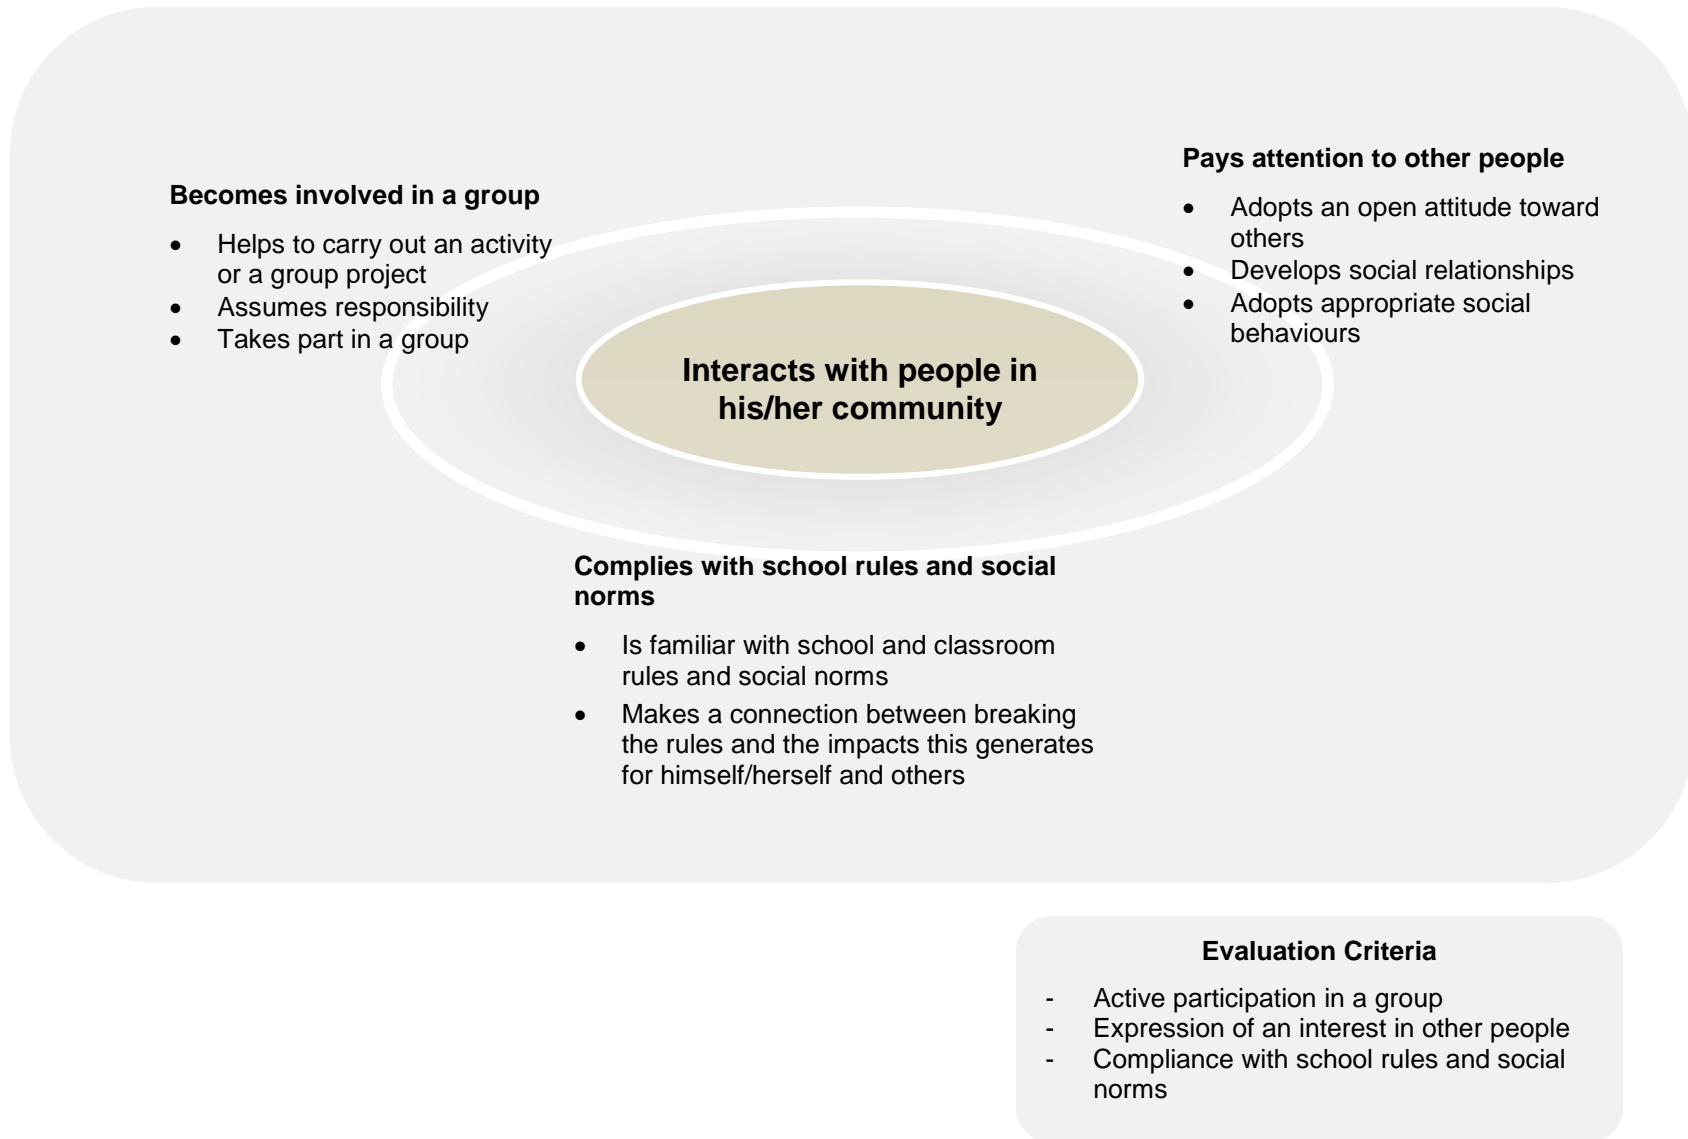 Becomes involved in a group
• Helps to carry out an activity
or a group project
• Assumes responsibility
• Takes part in a group
Pays attention to other people
• Adopts an open attitude toward
others
• Develops social relationships
• Adopts appropriate social
behaviours
Interacts with people in
his/her community
Complies with school rules and social
norms
• Is familiar with school and classroom
rules and social norms
• Makes a connection between breaking
the rules and the impacts this generates
for himself/herself and others
Evaluation Criteria
- Active participation in a group
- Expression of an interest in other people
- Compliance with school rules and social
norms